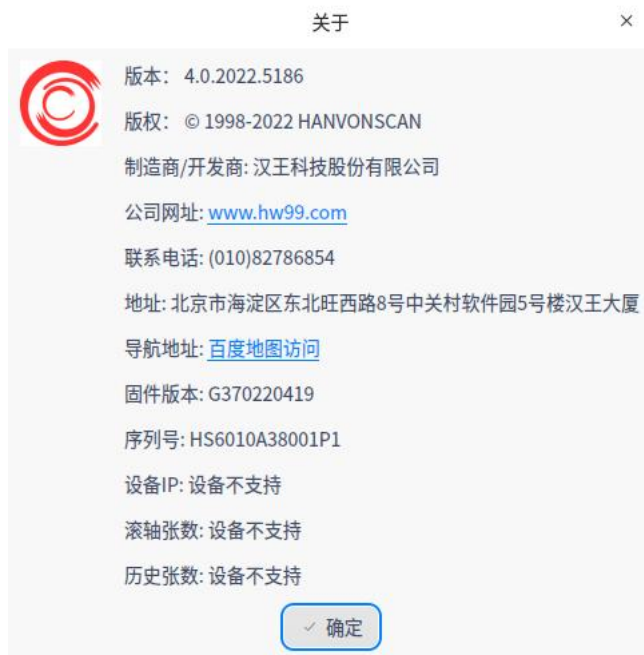 关于
版本： 4.0.2022.5186
版权： © 1998-2022 HANVONSCAN
制造商/开发商: 汉王科技股份有限公司
公司网址: www.hw99.com
联系电话: (010)82786854
地址: 北京市海淀区东北旺西路8号中关村软件园5号楼汉王大厦
导航地址: 百度地图访问
固件版本: G370220419
序列号: HS6010A38001P1
设备IP: 设备不支持
滚轴张数: 设备不支持
历史张数: 设备不支持
确定